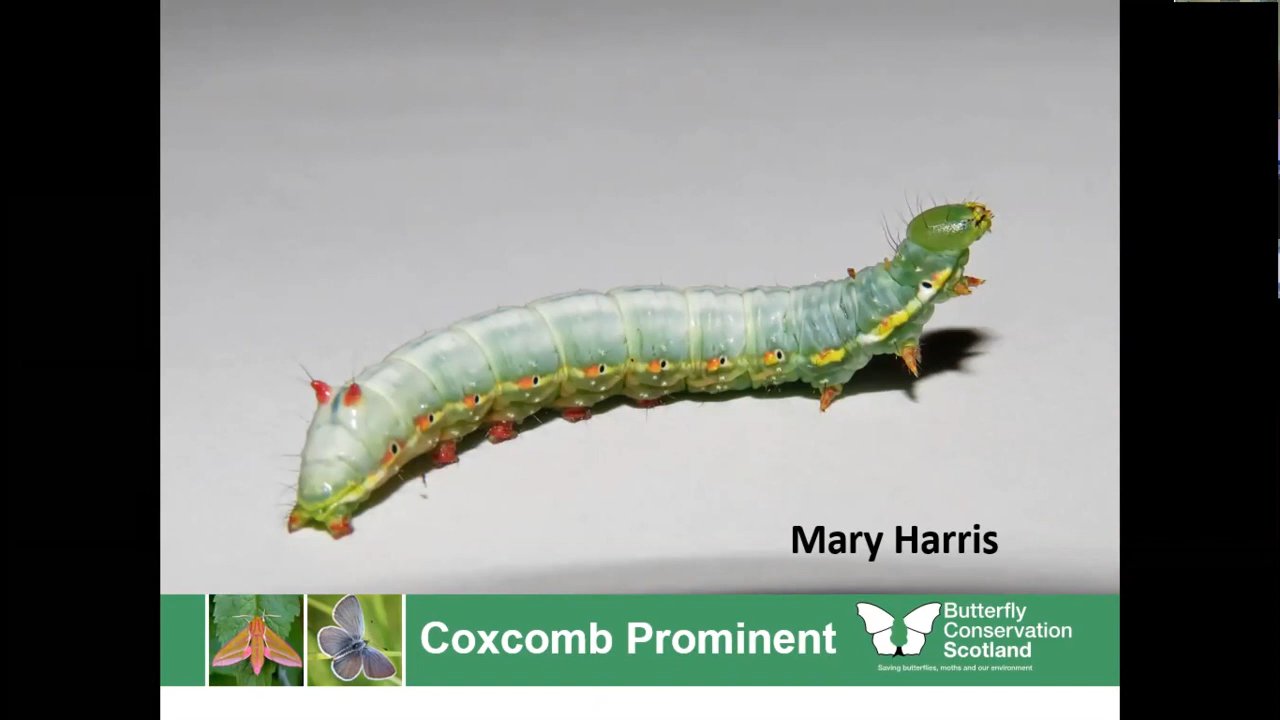 Mary Harris
Coxcomb Prominent
Butterfly
Conservation
Scotland
Saving butterflies, moths and our environment